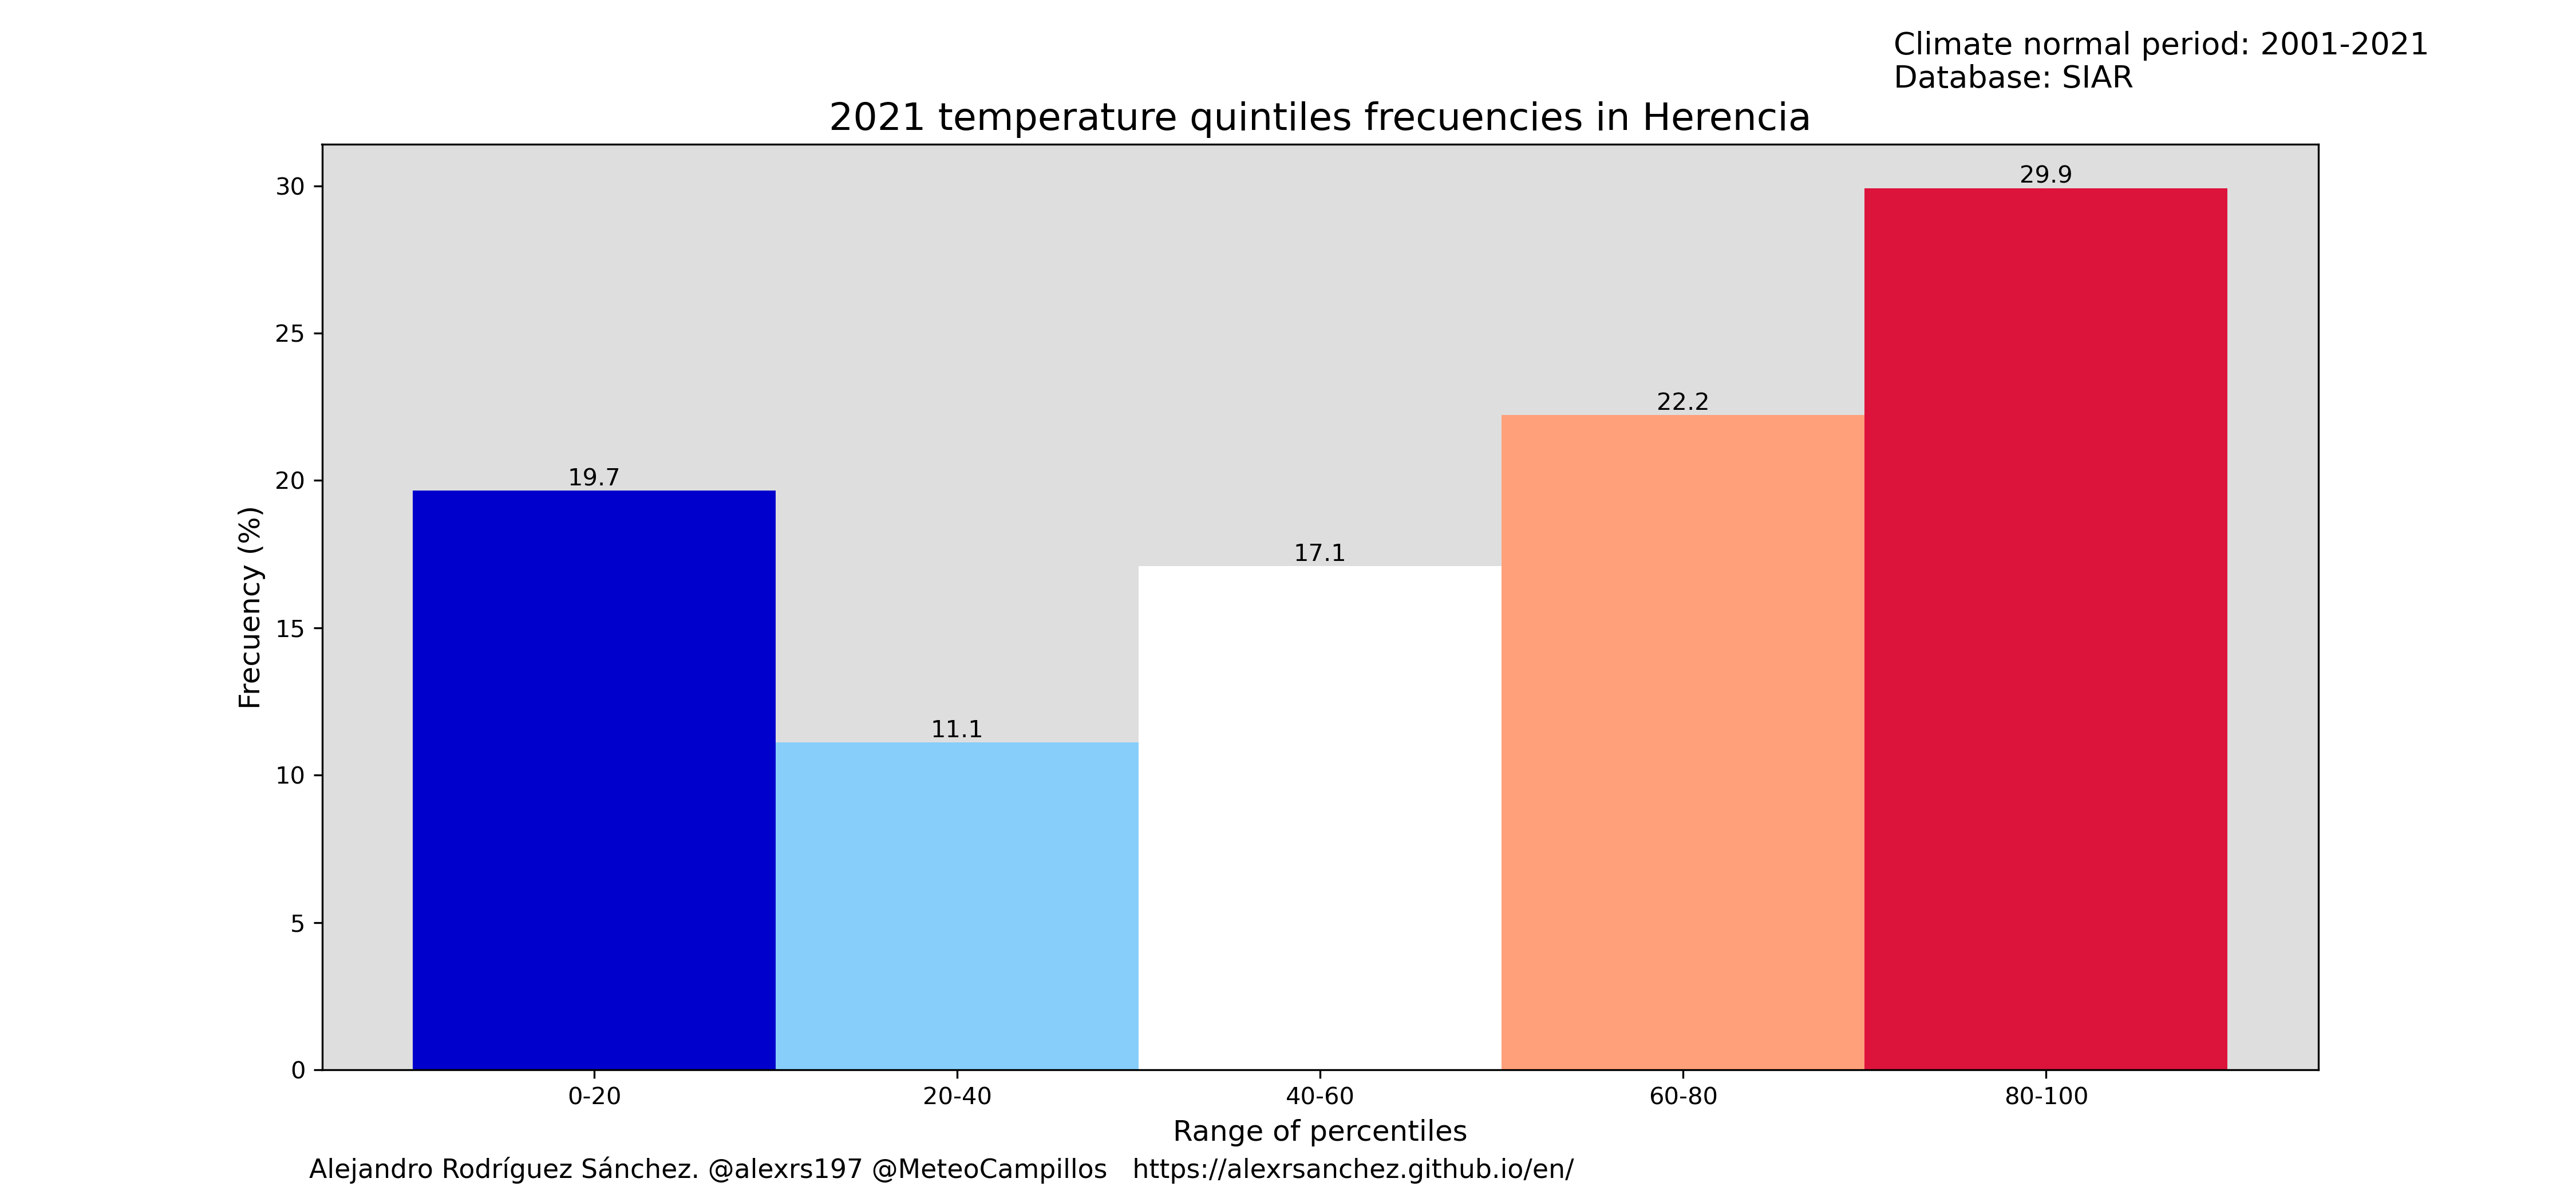 Climate normal period: 2001-2021
Database: SIAR
2021 temperature quintiles frecuencies in Herencia
Frecuency (%)
30
25
20
15
10
5
0
19.7
11.1
17.1
22.2
29.9
0-20
20-40
40-60
60-80
80-100
Range of percentiles
Alejandro Rodríguez Sánchez. @alexrs197 @MeteoCampillos https://alexrsanchez.github.io/en/